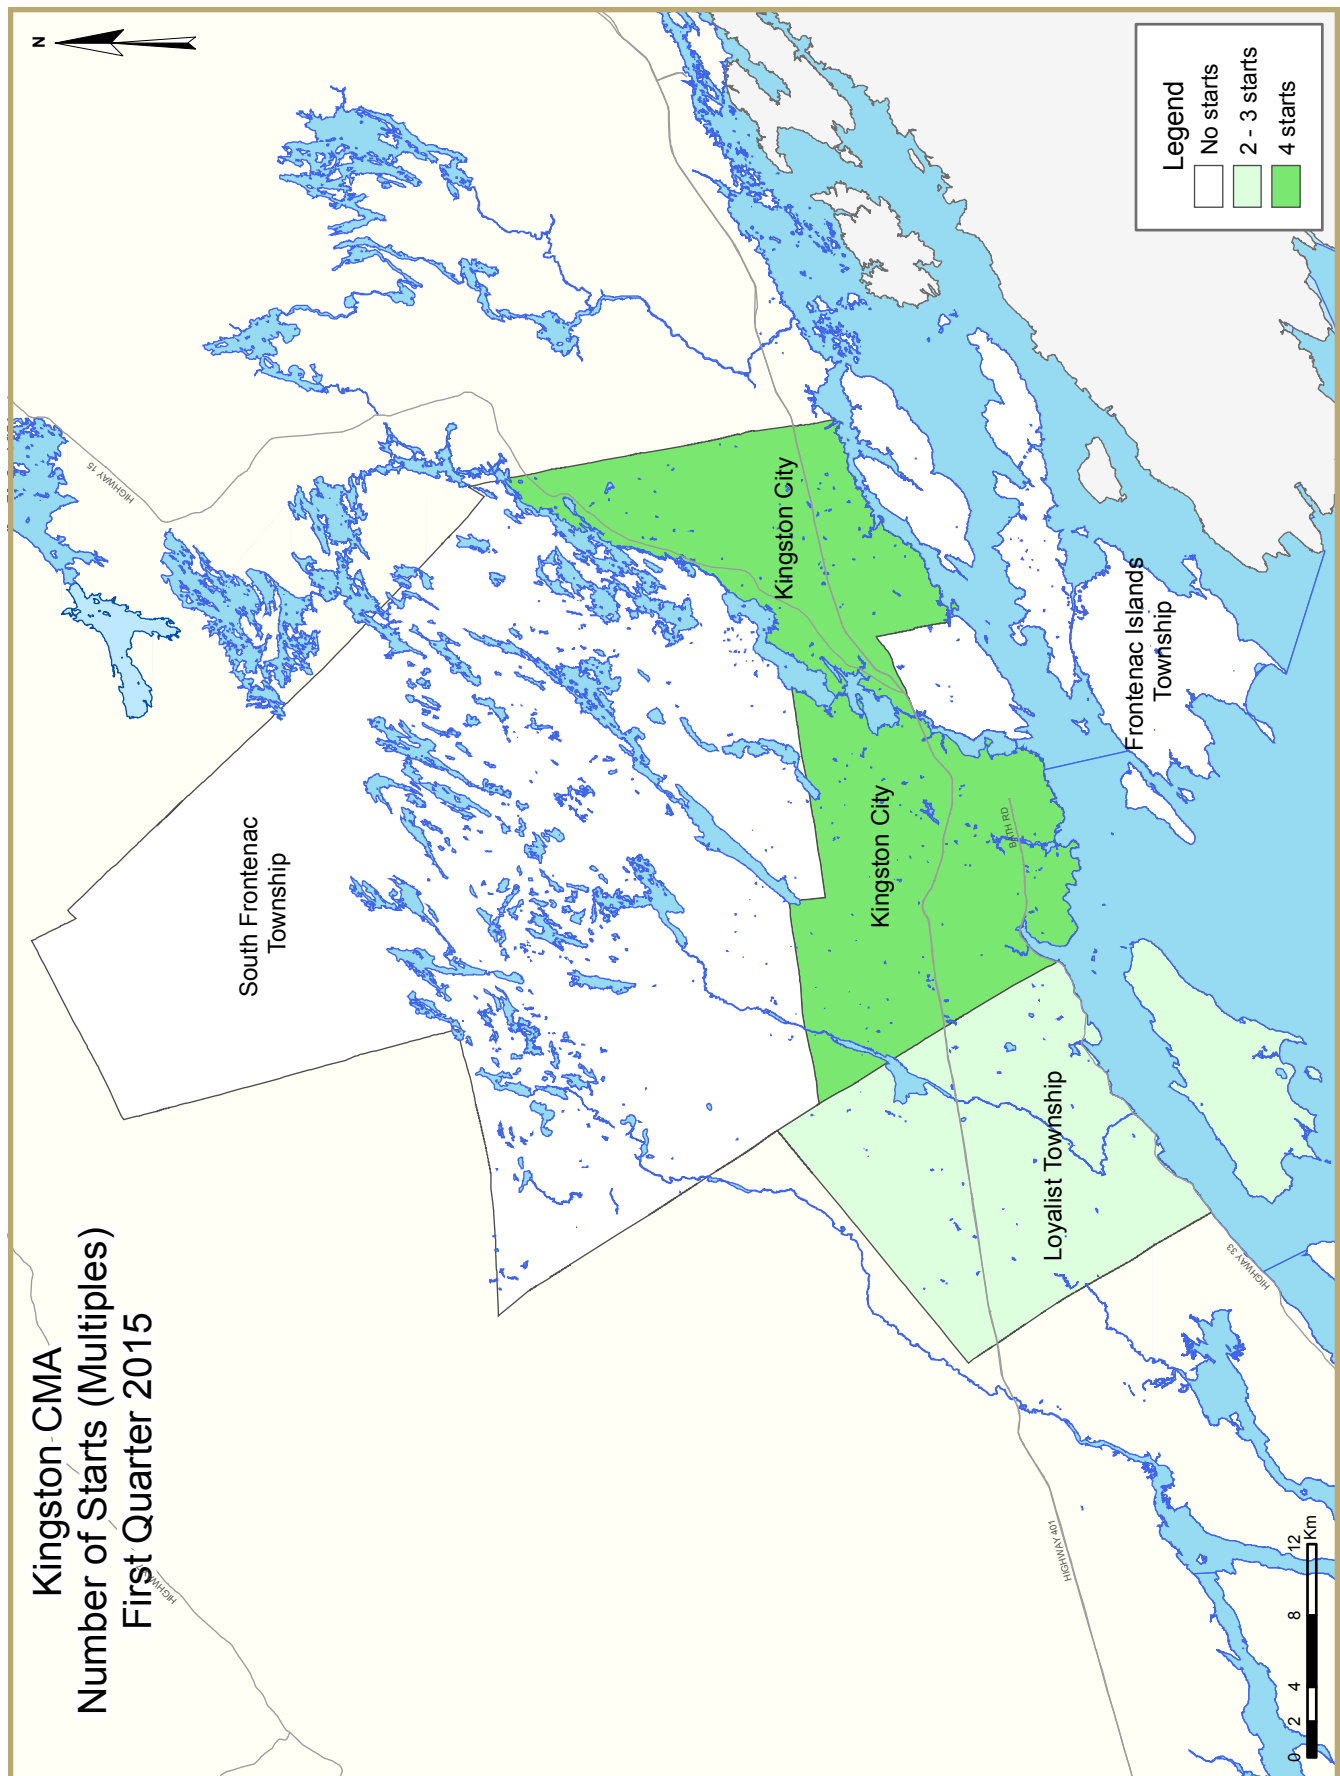 Kingston CMA
Number of Starts (Multiples)
First Quarter 2015
N
Legend
No starts
2 - 3 starts
4 starts
HIGHWAY 15
South Frontenac
Township
Kingston City
Kingston City
BATH RD
Frontenac Islands
Township
Loyalist Township
HIGHWAY 33
HIGHWAY 401
0 2 4 8 12
Km